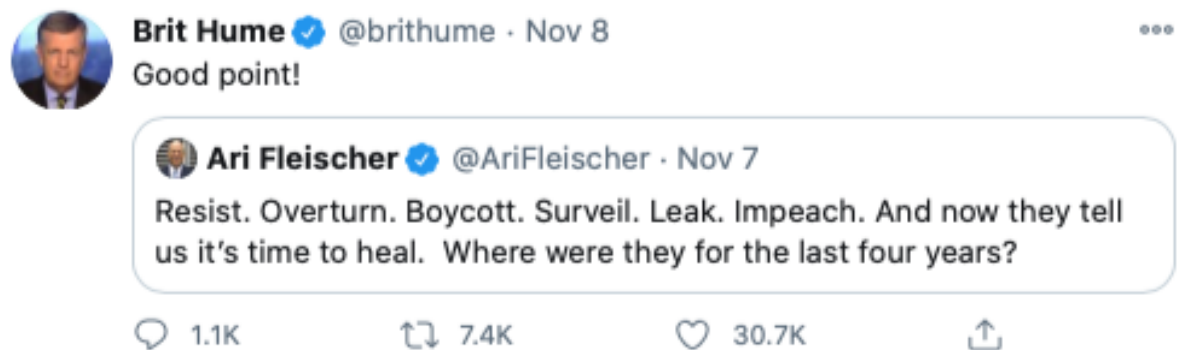 Brit Hume @brithume · Nov 8
Good point!
Ari Fleischer @AriFleischer · Nov 7
Resist. Overturn. Boycott. Surveil. Leak. Impeach. And now they tell
us it's time to heal.  Where were they for the last four years?
1.1K 7.4K 30.7K